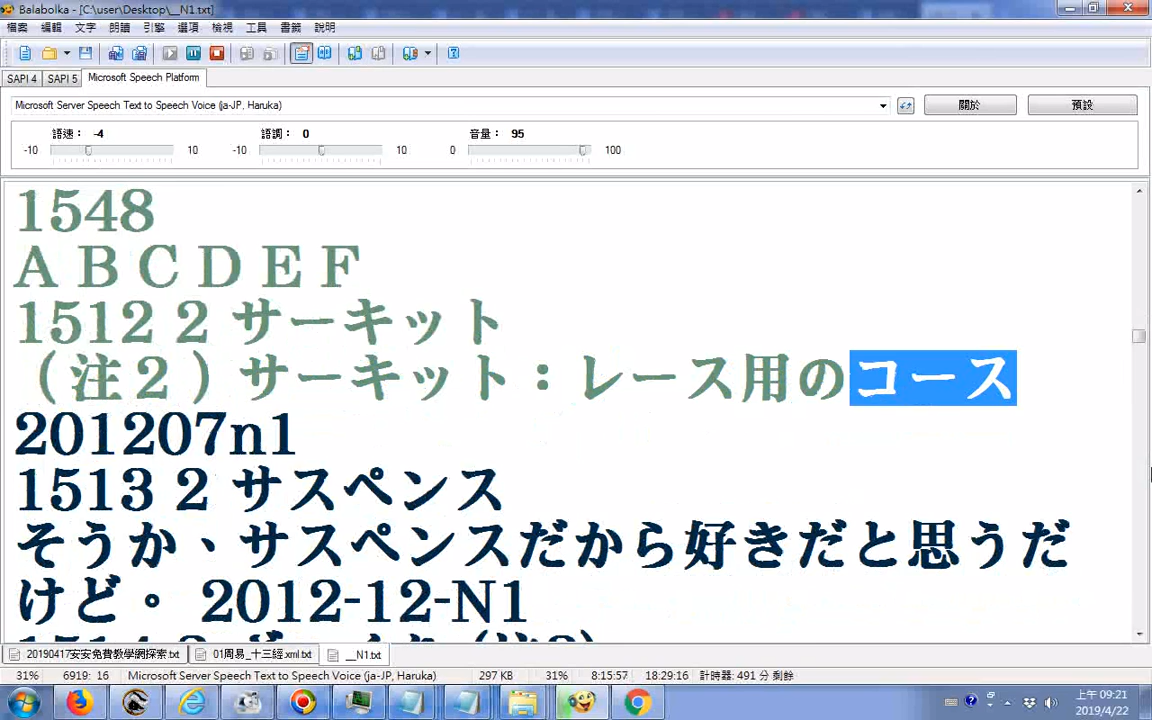 Balabolka - [C:\user\Desktop\__N1.txt]
檔案 編輯 文字 朗讀 引擎 選項 檢視 工具 書籤 說明
SAPI 4 SAPI 5 Microsoft Speech Platform
Microsoft Server Speech Text to Speech Voice (ja-JP, Haruka) 關於 預設
語速： -4 語調： 0 音量： 95
-10 10 -10 10 0 100
1548
ＡＢＣＤＥＦ
1512 2 サーキット
（注２）サーキット：レース用のコース
201207n1
1513 2 サスペンス
そうか、サスペンスだから好きだと思うだ
けど。 2012-12-N1
20190417安安免費教學網探索.txt 01周易_十三經.xml.txt __N1.txt
31% 6919: 16 Microsoft Server Speech Text to Speech Voice (ja-JP, Haruka) 297 KB 31% 8:15:57 18:29:16 計時器: 491 分 剩餘
上午 09:21
2019/4/22